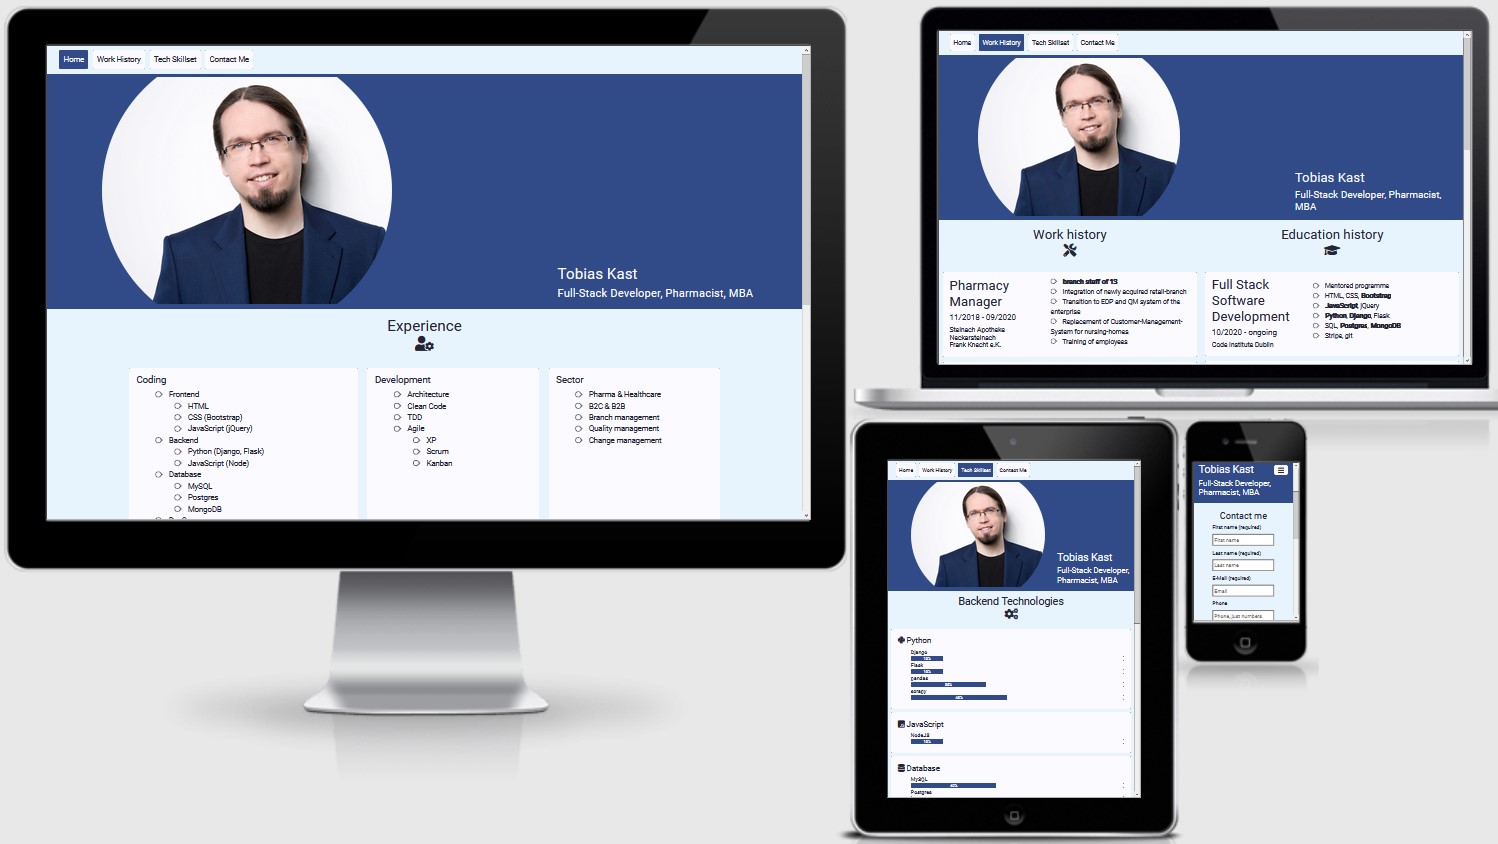 Home Work History Tech Skillset Contact Me
Tobias Kast
Full-Stack Developer, Pharmacist, MBA
Experience
Coding
Frontend
HTML
CSS (Bootstrap)
JavaScript (jQuery)
Backend
Python (Django, Flask)
JavaScript (Node)
Database
MySQL
Postgres
MongoDB
Development
Architecture
Clean Code
TDD
Agile
XP
Scrum
Kanban
Sector
Pharma & Healthcare
B2C & B2B
Branch management
Quality management
Change management
Home Work History Tech Skillset Contact Me
Tobias Kast
Full-Stack Developer, Pharmacist,
MBA
Work history
Pharmacy
Manager
11/2018 - 09/2020
Steinach Apotheke
Neckarsteinach
Frank Knecht e.K.
branch staff of 13
Integration of newly acquired retail-branch
Transition to EDP and QM system of the
enterprise
Replacement of Customer-Management-
System for nursing-homes
Training of employees
Education history
Full Stack
Software
Development
10/2020 - ongoing
Code Institute Dublin
Mentored programme
HTML, CSS, Bootstrap
JavaScript, jQuery
Python, Django, Flask
SQL, Postgres, MongoDB
Stripe, git
Home Work History Tech Skillset Contact Me
Tobias Kast
Full-Stack Developer,
Pharmacist, MBA
Backend Technologies
Python
Django
Flask
pandas
scrapy
JavaScript
NodeJS
Database
MySQL
Postgres
Tobias Kast
Full-Stack Developer,
Pharmacist, MBA
Contact me
First name (required)
First name
Last name (required)
Last name
E-Mail (required)
Email
Phone
Phone, just numbers